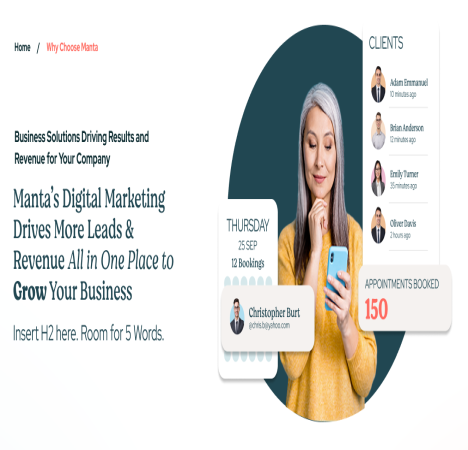 Home / Why Choose Manta
Business Solutions Driving Results and
Revenue for Your Company
Manta's Digital Marketing
Drives More Leads &
Revenue All in One Place to
Grow Your Business
Insert H2 here. Room for 5 Words.
CLIENTS
Adam Emmanuel
10 minutes ago
Brian Anderson
12 minutes ago
Emily Turner
35 minutes ago
Oliver Davis
2 hours ago
THURSDAY
25 SEP
12 Bookings
Christopher Burt
@chris.b@yahoo.com
APPOINTMENTS BOOKED
150